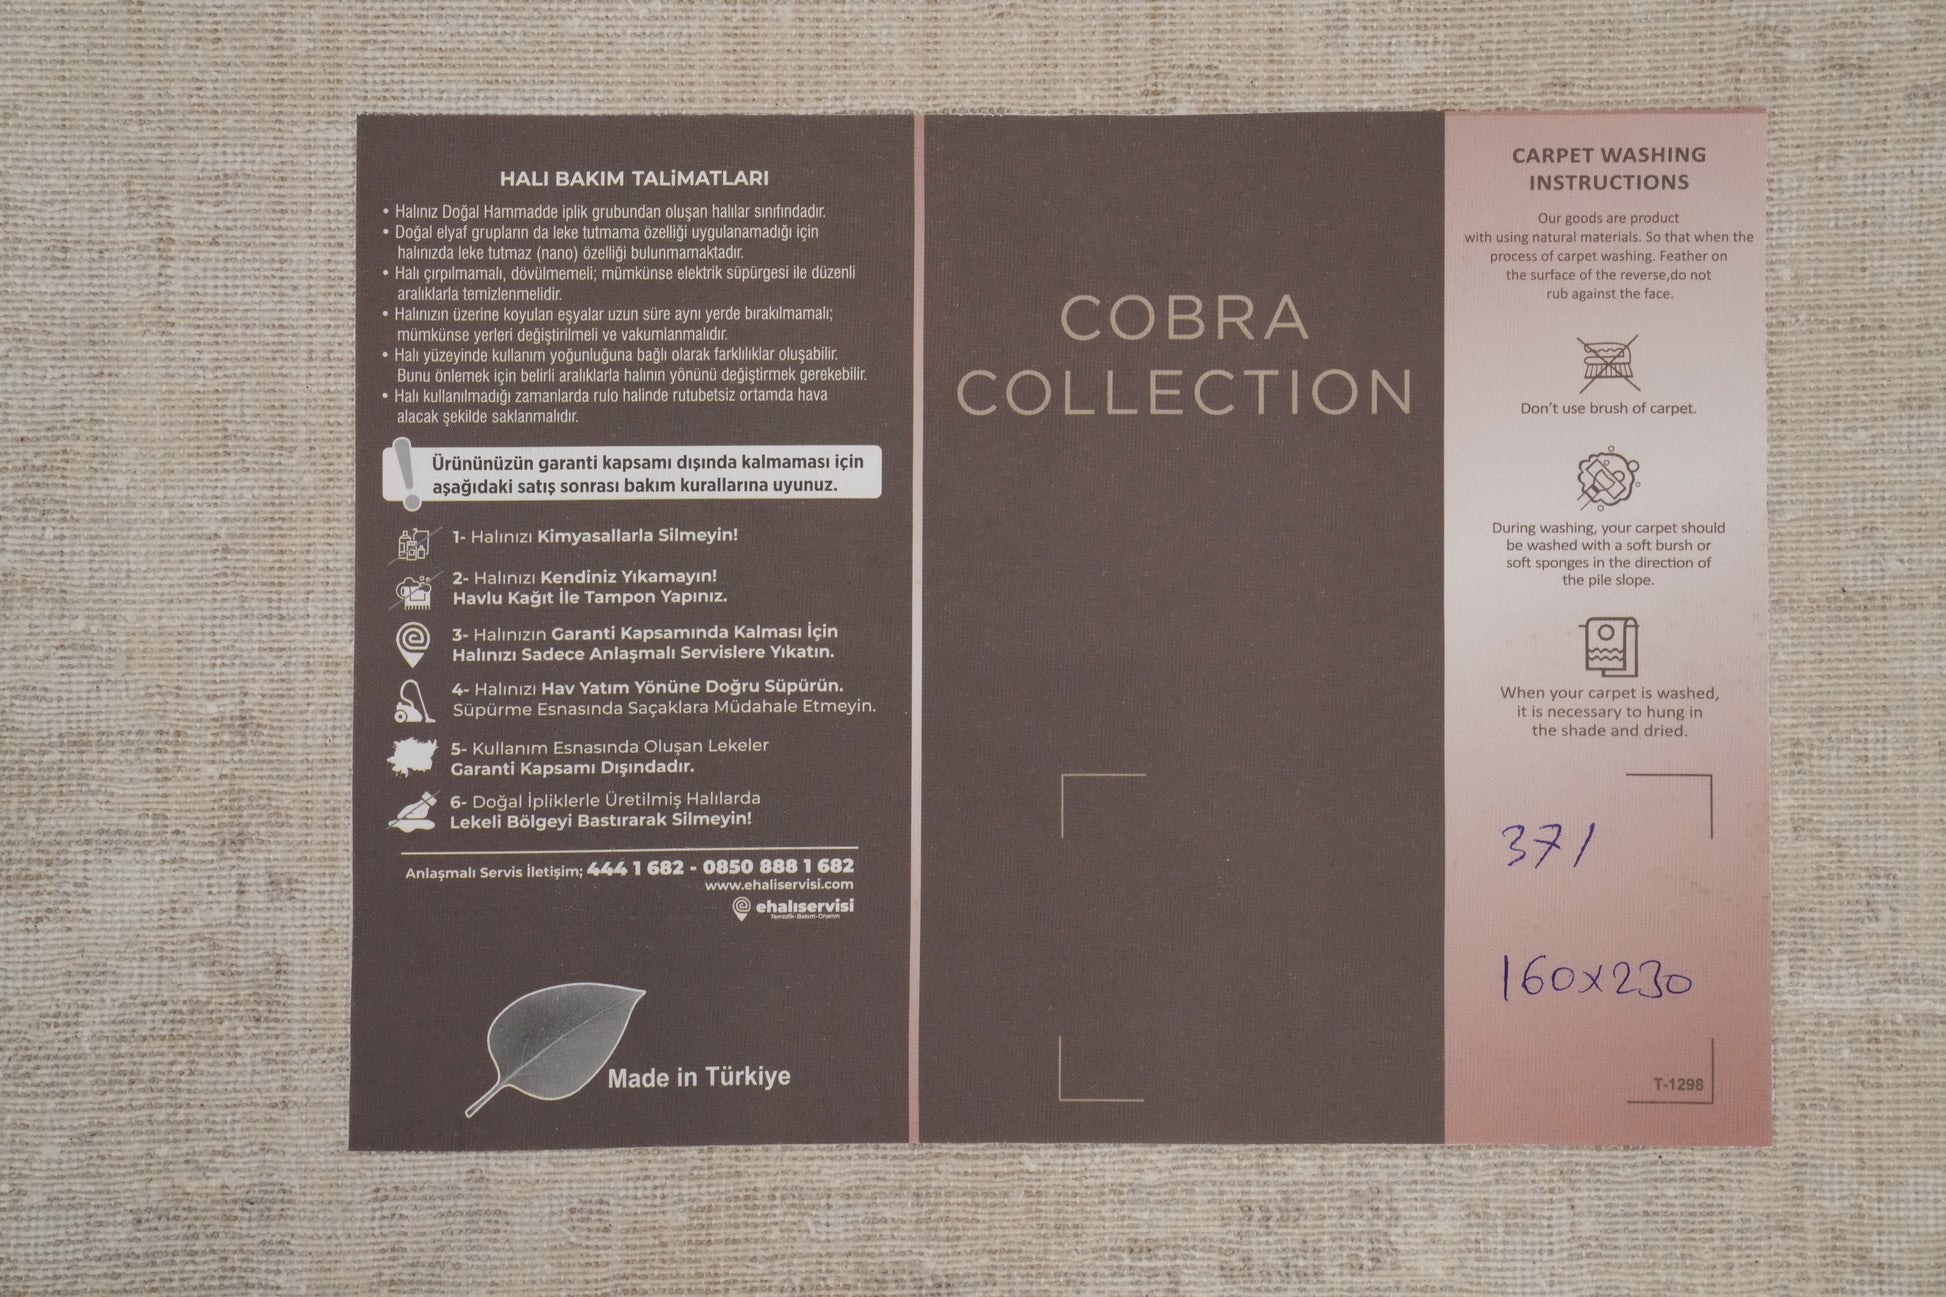 HALI BAKIM TALiMATLARI
• Halınız Doğal Hammadde iplik grubundan oluşan halılar sınıfındadır.
• Doğal elyaf grupların da leke tutmama özelliği uygulanamadığı için
halınızda leke tutmaz (nano) özelliği bulunmamaktadır.
• Halı çırpılmamalı, dövülmemeli; mümkünse elektrik süpürgesi ile düzenli
aralıklarla temizlenmelidir.
• Halınızın üzerine koyulan eşyalar uzun süre aynı yerde bırakılmamalı;
mümkünse yerleri değiştirilmeli ve vakumlanmalıdır.
• Halı yüzeyinde kullanım yoğunluğuna bağlı olarak farklılıklar oluşabilir.
Bunu önlemek için belirli aralıklarla halının yönünü değiştirmek gerekebilir.
• Halı kullanılmadığı zamanlarda rulo halinde rutubetsiz ortamda hava
alacak şekilde saklanmalıdır.
Ürününüzün garanti kapsamı dışında kalmaması için
aşağıdaki satış sonrası bakım kurallarına uyunuz.
1- Halınızı Kimyasallarla Silmeyin!
2- Halınızı Kendiniz Yıkamayın!
Havlu Kağıt İle Tampon Yapınız.
3- Halınızın Garanti Kapsamında Kalması İçin
Halınızı Sadece Anlaşmalı Servislere Yıkatın.
4- Halınızı Hav Yatım Yönüne Doğru Süpürün.
Süpürme Esnasında Saçaklara Müdahale Etmeyin.
5- Kullanım Esnasında Oluşan Lekeler
Garanti Kapsamı Dışındadır.
6- Doğal İpliklerle Üretilmiş Halılarda
Lekeli Bölgeyi Bastırarak Silmeyin!
Anlaşmalı Servis İletişim; 444 1 682 - 0850 888 1 682
www.ehaliservisi.com
ehalıservisi
Temizlik-Bakım-Onarım
Made in Türkiye
COBRA
COLLECTION
CARPET WASHING
INSTRUCTIONS
Our goods are product
with using natural materials. So that when the
process of carpet washing. Feather on
the surface of the reverse,do not
rub against the face.
Don't use brush of carpet.
During washing, your carpet should
be washed with a soft bursh or
soft sponges in the direction of
the pile slope.
When your carpet is washed,
it is necessary to hung in
the shade and dried.
371
160x230
T-1298